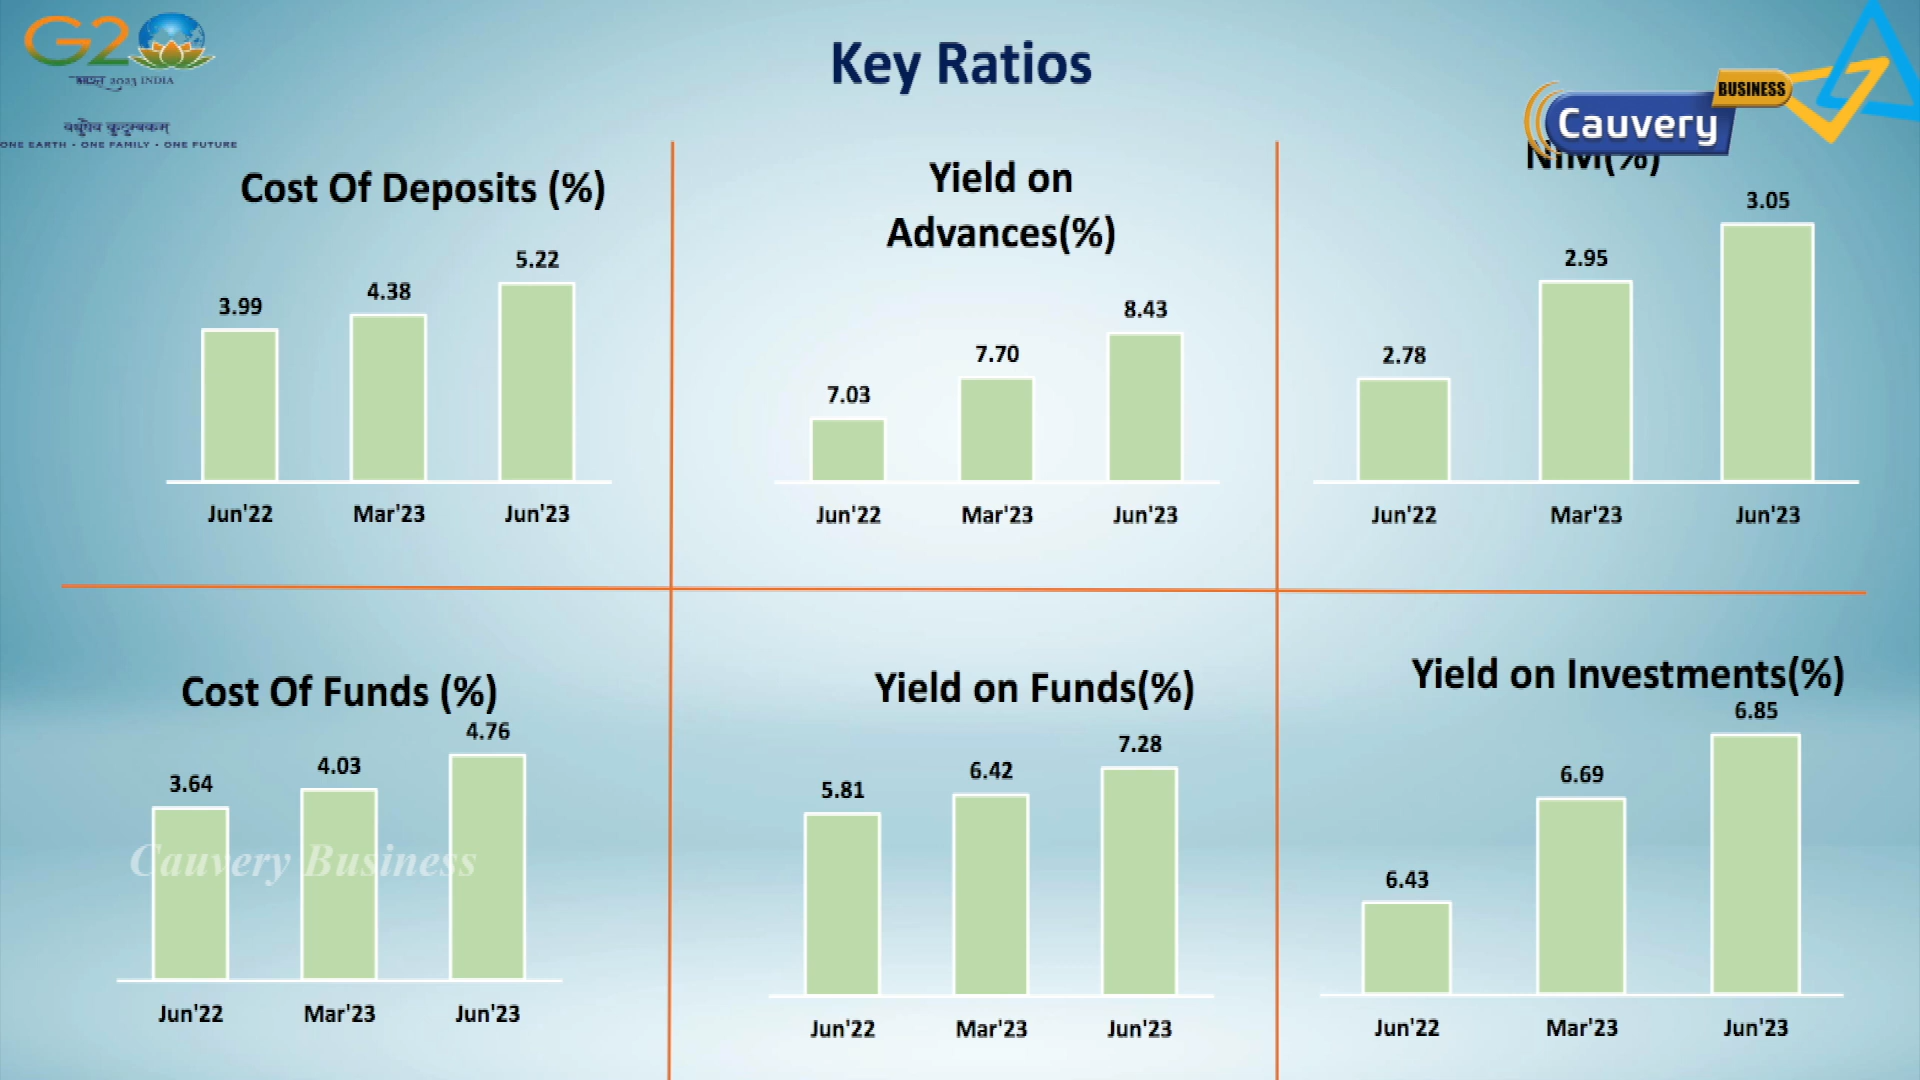 G20
भारत 2023 INDIA
वसुधैव कुटुम्बकम्
ONE EARTH • ONE FAMILY • ONE FUTURE
Key Ratios
BUSINESS
Cauvery
Cost Of Deposits (%)
3.99
4.38
5.22
Jun'22
Mar'23
Jun'23
Yield on
Advances(%)
7.03
7.70
8.43
Jun'22
Mar'23
Jun'23
NIM(%)
2.78
2.95
3.05
Jun'22
Mar'23
Jun'23
Cost Of Funds (%)
3.64
4.03
4.76
Cauvery Business
Jun'22
Mar'23
Jun'23
Yield on Funds(%)
5.81
6.42
7.28
Jun'22
Mar'23
Jun'23
Yield on Investments(%)
6.43
6.69
6.85
Jun'22
Mar'23
Jun'23